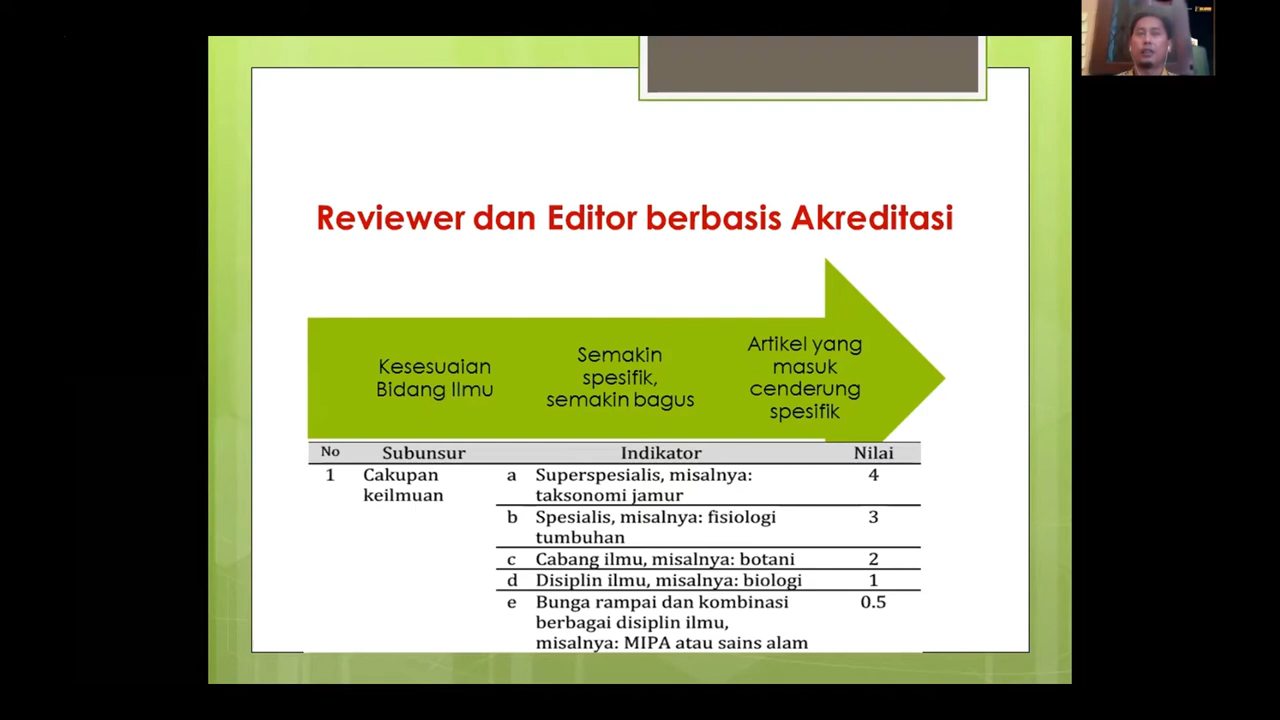 Reviewer dan Editor berbasis Akreditasi
Kesesuaian
Bidang Ilmu
Semakin
spesifik,
semakin bagus
Artikel yang
masuk
cenderung
spesifik
No Subunsur Indikator Nilai
1 Cakupan a Superspesialis, misalnya: 4
keilmuan taksonomi jamur
b Spesialis, misalnya: fisiologi 3
tumbuhan
c Cabang ilmu, misalnya: botani 2
d Disiplin ilmu, misalnya: biologi 1
e Bunga rampai dan kombinasi 0.5
berbagai disiplin ilmu,
misalnya: MIPA atau sains alam